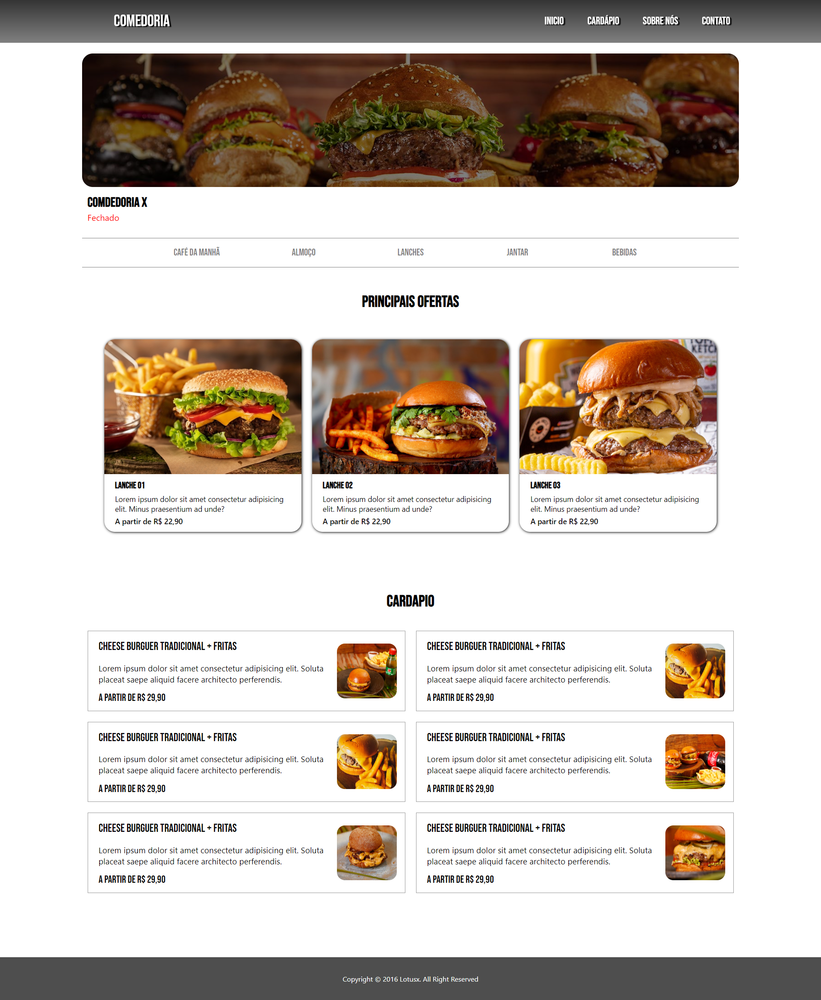 COMEDORIA
INICIO CARDÁPIO SOBRE NÓS CONTATO
COMDEDORIA X
Fechado
CAFÉ DA MANHÃ ALMOÇO LANCHES JANTAR BEBIDAS
PRINCIPAIS OFERTAS
KETCH
LANCHE 01
Lorem ipsum dolor sit amet consectetur adipisicing
elit. Minus praesentium ad unde?
A partir de R$ 22,90
LANCHE 02
Lorem ipsum dolor sit amet consectetur adipisicing
elit. Minus praesentium ad unde?
A partir de R$ 22,90
LANCHE 03
Lorem ipsum dolor sit amet consectetur adipisicing
elit. Minus praesentium ad unde?
A partir de R$ 22,90
CARDAPIO
CHEESE BURGUER TRADICIONAL + FRITAS
Lorem ipsum dolor sit amet consectetur adipisicing elit. Soluta
placeat saepe aliquid facere architecto perferendis.
A PARTIR DE R$ 29,90
CHEESE BURGUER TRADICIONAL + FRITAS
Lorem ipsum dolor sit amet consectetur adipisicing elit. Soluta
placeat saepe aliquid facere architecto perferendis.
A PARTIR DE R$ 29,90
CHEESE BURGUER TRADICIONAL + FRITAS
Lorem ipsum dolor sit amet consectetur adipisicing elit. Soluta
placeat saepe aliquid facere architecto perferendis.
A PARTIR DE R$ 29,90
CHEESE BURGUER TRADICIONAL + FRITAS
Lorem ipsum dolor sit amet consectetur adipisicing elit. Soluta
placeat saepe aliquid facere architecto perferendis.
A PARTIR DE R$ 29,90
Coca-Cola
CHEESE BURGUER TRADICIONAL + FRITAS
Lorem ipsum dolor sit amet consectetur adipisicing elit. Soluta
placeat saepe aliquid facere architecto perferendis.
A PARTIR DE R$ 29,90
CHEESE BURGUER TRADICIONAL + FRITAS
Lorem ipsum dolor sit amet consectetur adipisicing elit. Soluta
placeat saepe aliquid facere architecto perferendis.
A PARTIR DE R$ 29,90
Copyright © 2016 Lotusx. All Right Reserved